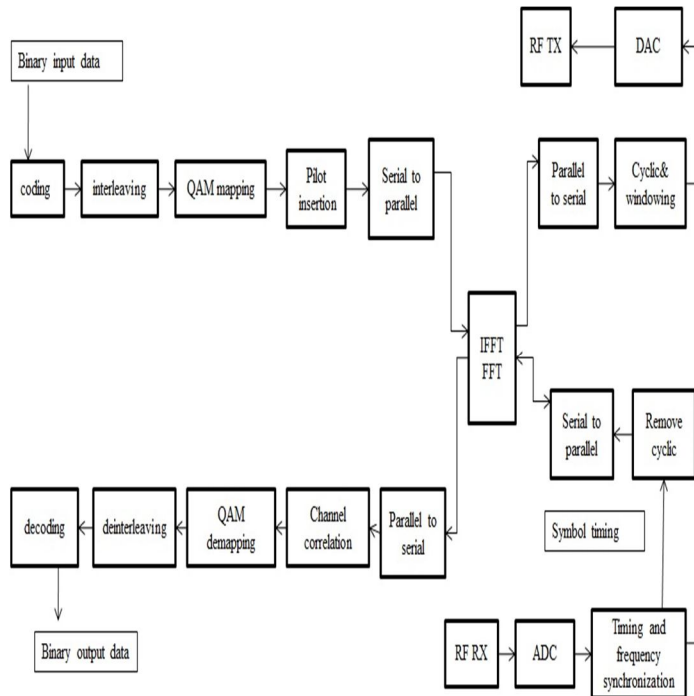 Binary input data
coding
interleaving
QAM mapping
Pilot
insertion
Serial to
parallel
IFFT
FFT
Parallel
to serial
Cyclic&
windowing
DAC
RF TX
RF RX
ADC
Timing and
frequency
synchronization
Symbol timing
Remove
cyclic
Serial to
parallel
Parallel to
serial
Channel
correlation
QAM
demapping
deinterleaving
decoding
Binary output data